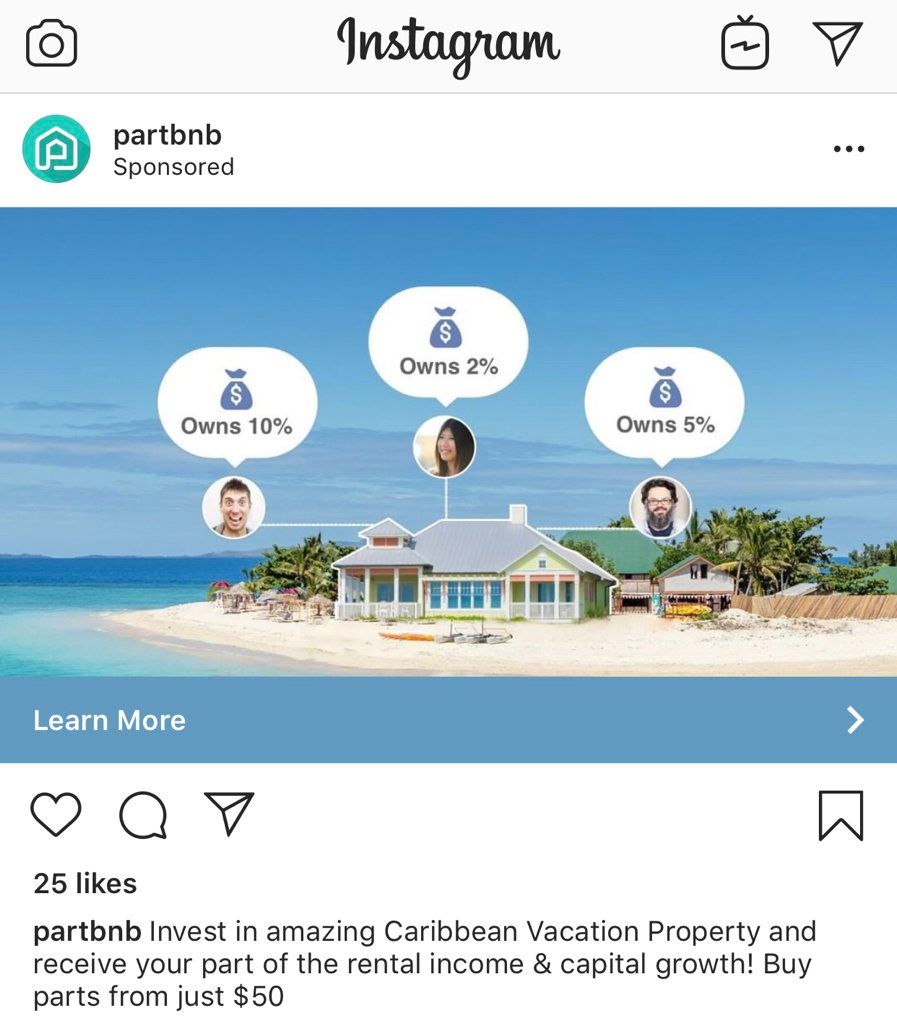 Instagram
partbnb
Sponsored
$
Owns 2%
$
Owns 10%
$
Owns 5%
Learn More
25 likes
partbnb Invest in amazing Caribbean Vacation Property and
receive your part of the rental income & capital growth! Buy
parts from just $50